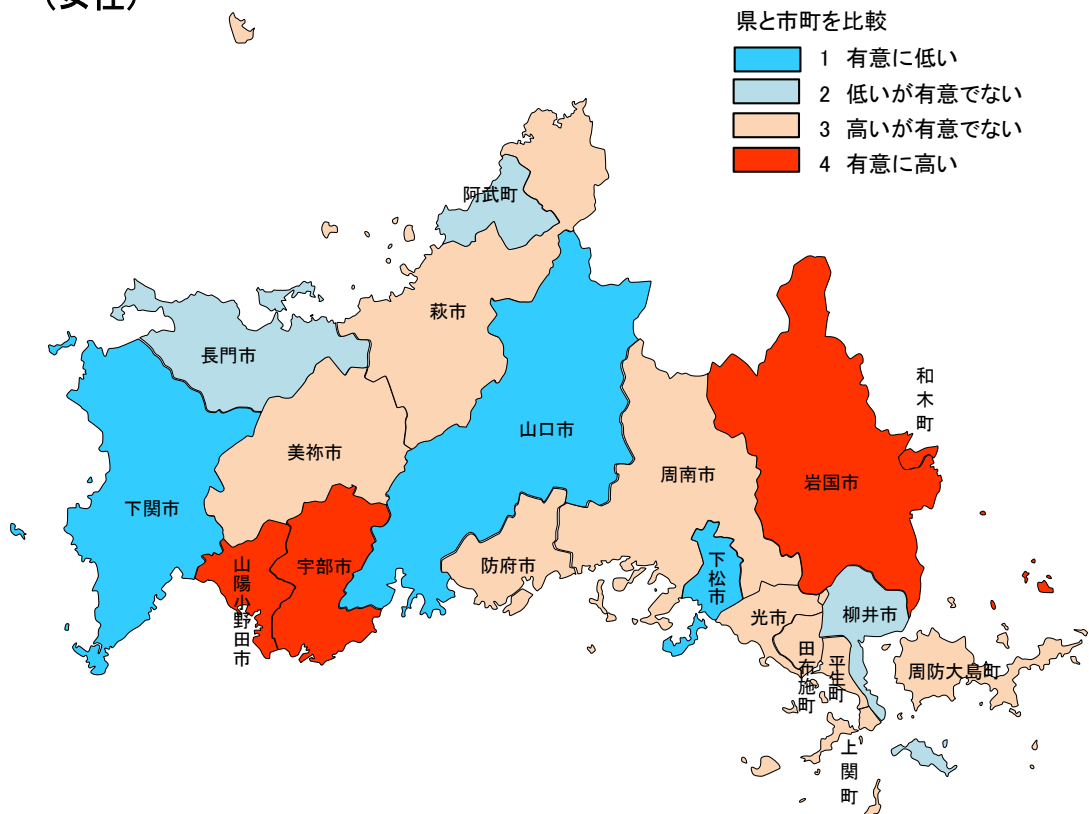 （女性）
県と市町を比較
1 有意に低い
2 低いが有意でない
3 高いが有意でない
4 有意に高い
阿武町
萩市
長門市
和木町
山口市
美祢市
周南市
岩国市
下関市
防府市
宇部市
山陽小野田市
下松市
光市
柳井市
田布施町
平生町
周防大島町
上関町